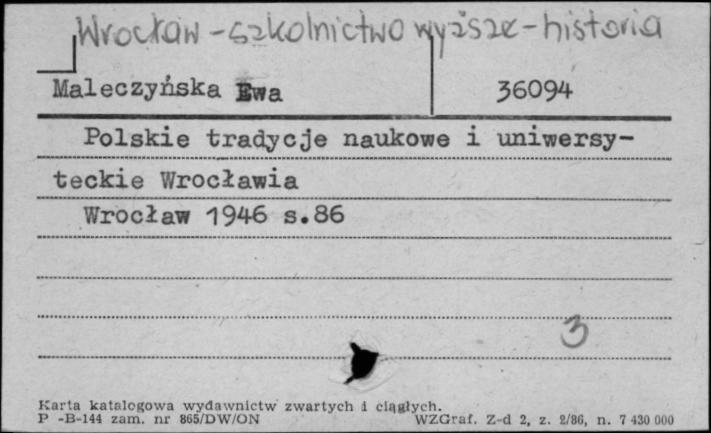 Wrocław - szkolnictwo wyższe - historia
Maleczyńska Ewa 36094
Polskie tradycje naukowe i uniwersy-
teckie Wrocławia
Wrocław 1946 s.86
3
Karta katalogowa wydawnictw zwartych i ciągłych.
P -B-144 zam. nr 865/DW/ON WZGraf. Z-d 2, z. 2/86, n. 7 430 000